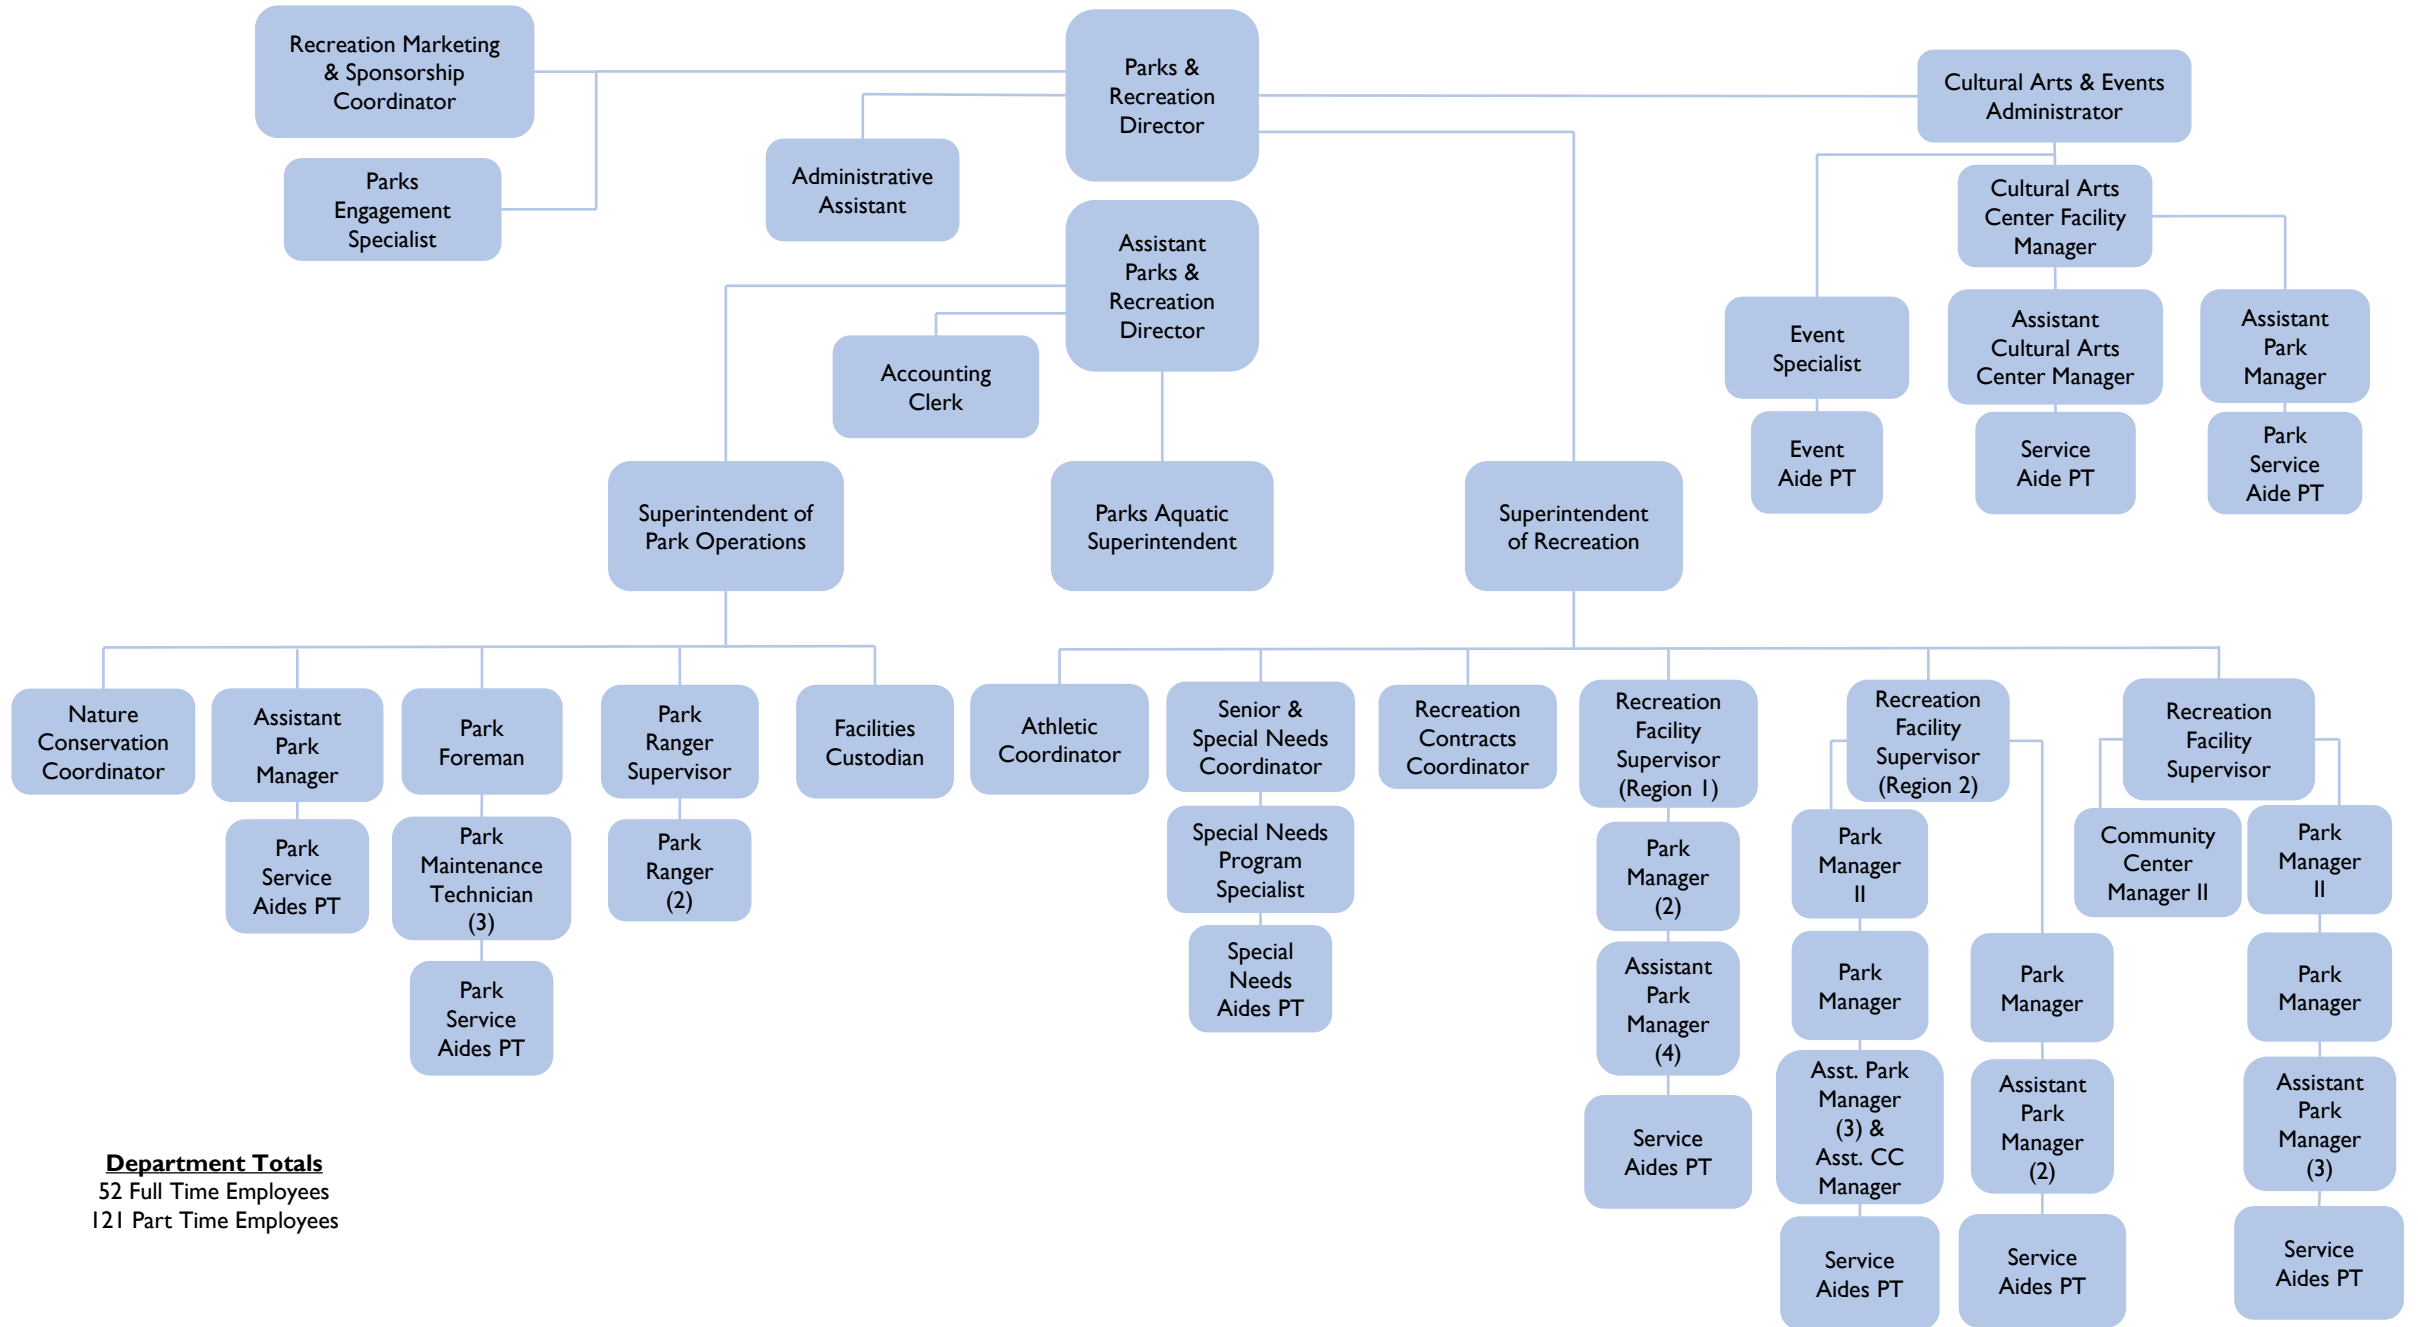 Recreation Marketing
& Sponsorship
Coordinator
Parks &
Recreation
Director
Cultural Arts & Events
Administrator
Parks
Engagement
Specialist
Administrative
Assistant
Assistant
Parks &
Recreation
Director
Cultural Arts
Center Facility
Manager
Accounting
Clerk
Event
Specialist
Assistant
Cultural Arts
Center Manager
Assistant
Park
Manager
Event
Aide PT
Service
Aide PT
Park
Service
Aide PT
Superintendent of
Park Operations
Parks Aquatic
Superintendent
Superintendent
of Recreation
Nature
Conservation
Coordinator
Assistant
Park
Manager
Park
Foreman
Park
Ranger
Supervisor
Facilities
Custodian
Athletic
Coordinator
Senior &
Special Needs
Coordinator
Recreation
Contracts
Coordinator
Recreation
Facility
Supervisor
(Region 1)
Recreation
Facility
Supervisor
(Region 2)
Recreation
Facility
Supervisor
Park
Service
Aides PT
Park
Maintenance
Technician
(3)
Park
Ranger
(2)
Special Needs
Program
Specialist
Park
Manager
(2)
Park
Manager
II
Community
Center
Manager II
Park
Manager
II
Park
Service
Aides PT
Special
Needs
Aides PT
Assistant
Park
Manager
(4)
Park
Manager
Park
Manager
Park
Manager
Service
Aides PT
Asst. Park
Manager
(3) &
Asst. CC
Manager
Assistant
Park
Manager
(2)
Assistant
Park
Manager
(3)
Service
Aides PT
Service
Aides PT
Service
Aides PT
Department Totals
52 Full Time Employees
121 Part Time Employees